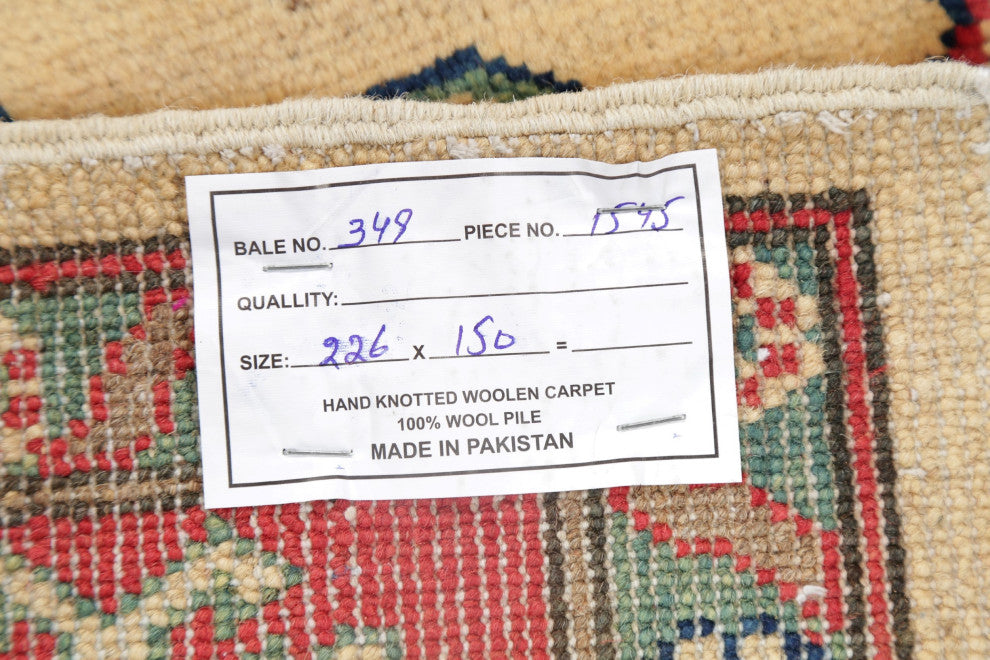 BALE NO. 349 PIECE NO. 1545
QUALLITY:
SIZE: 226 x 150 =
HAND KNOTTED WOOLEN CARPET
100% WOOL PILE
MADE IN PAKISTAN